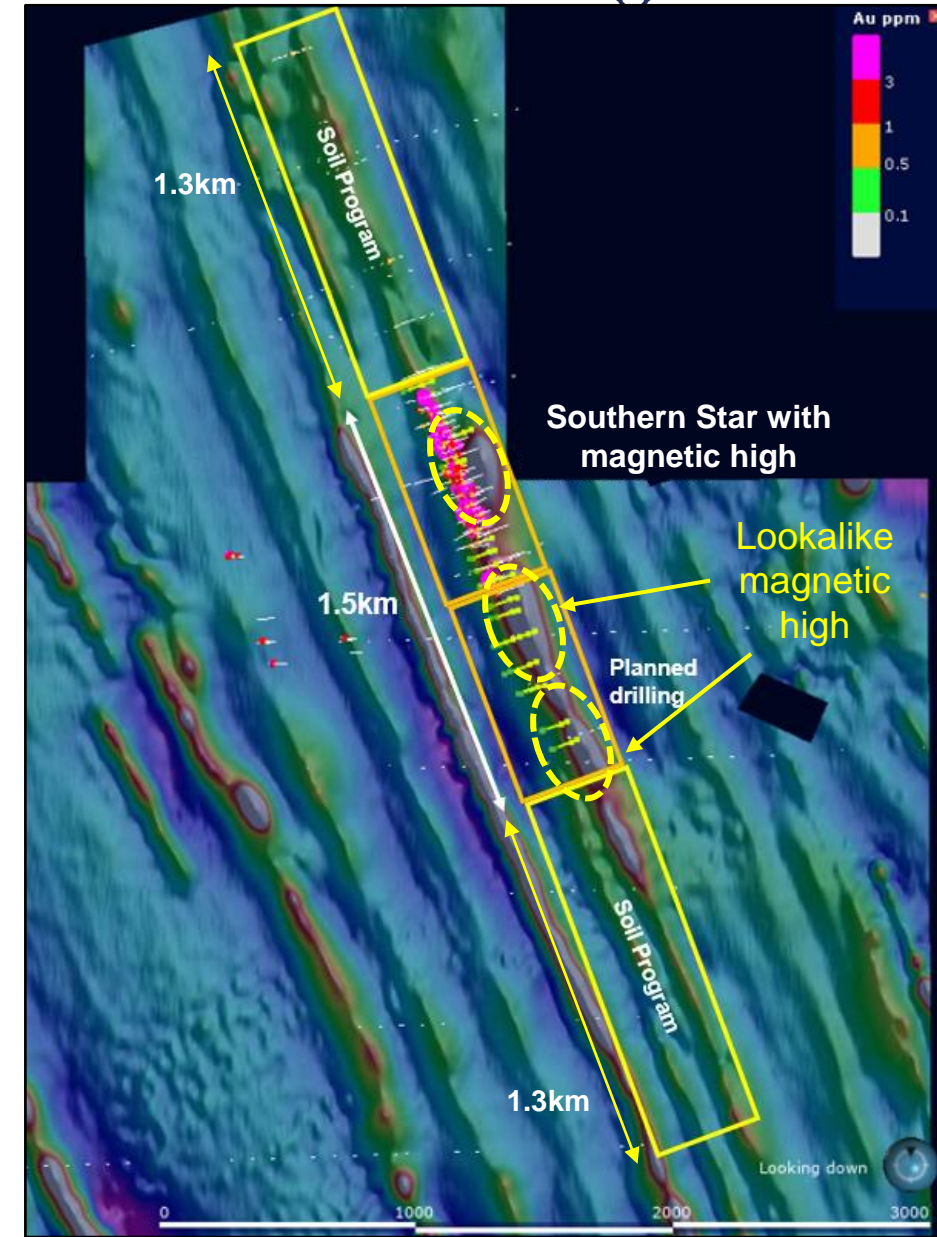 Au ppm
3
1
0.5
0.1
Soil Program
1.3km
Southern Star with
magnetic high
Lookalike
magnetic
high
1.5km
Planned
drilling
Soil Program
1.3km
Looking down
0
1000
2000
3000